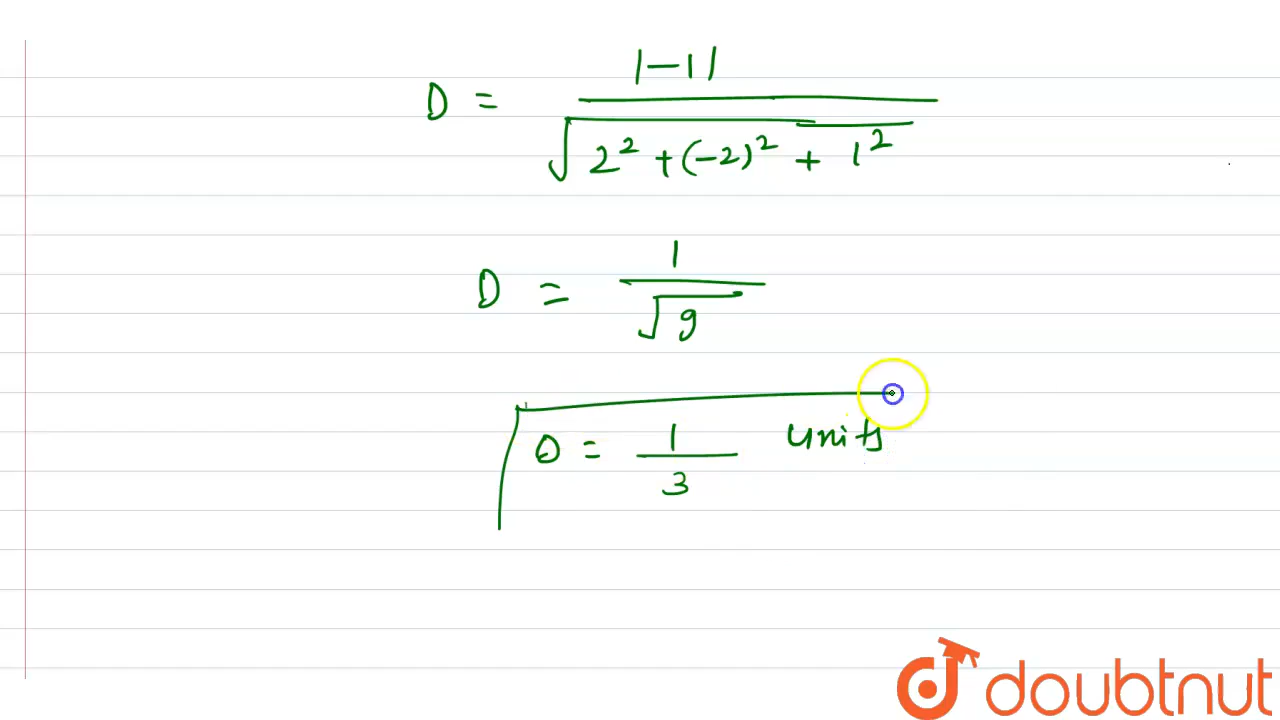 D = |-1| / √(2² + (-2)² + 1²)
D = 1 / √9
D = 1 / 3 units
doubtnut